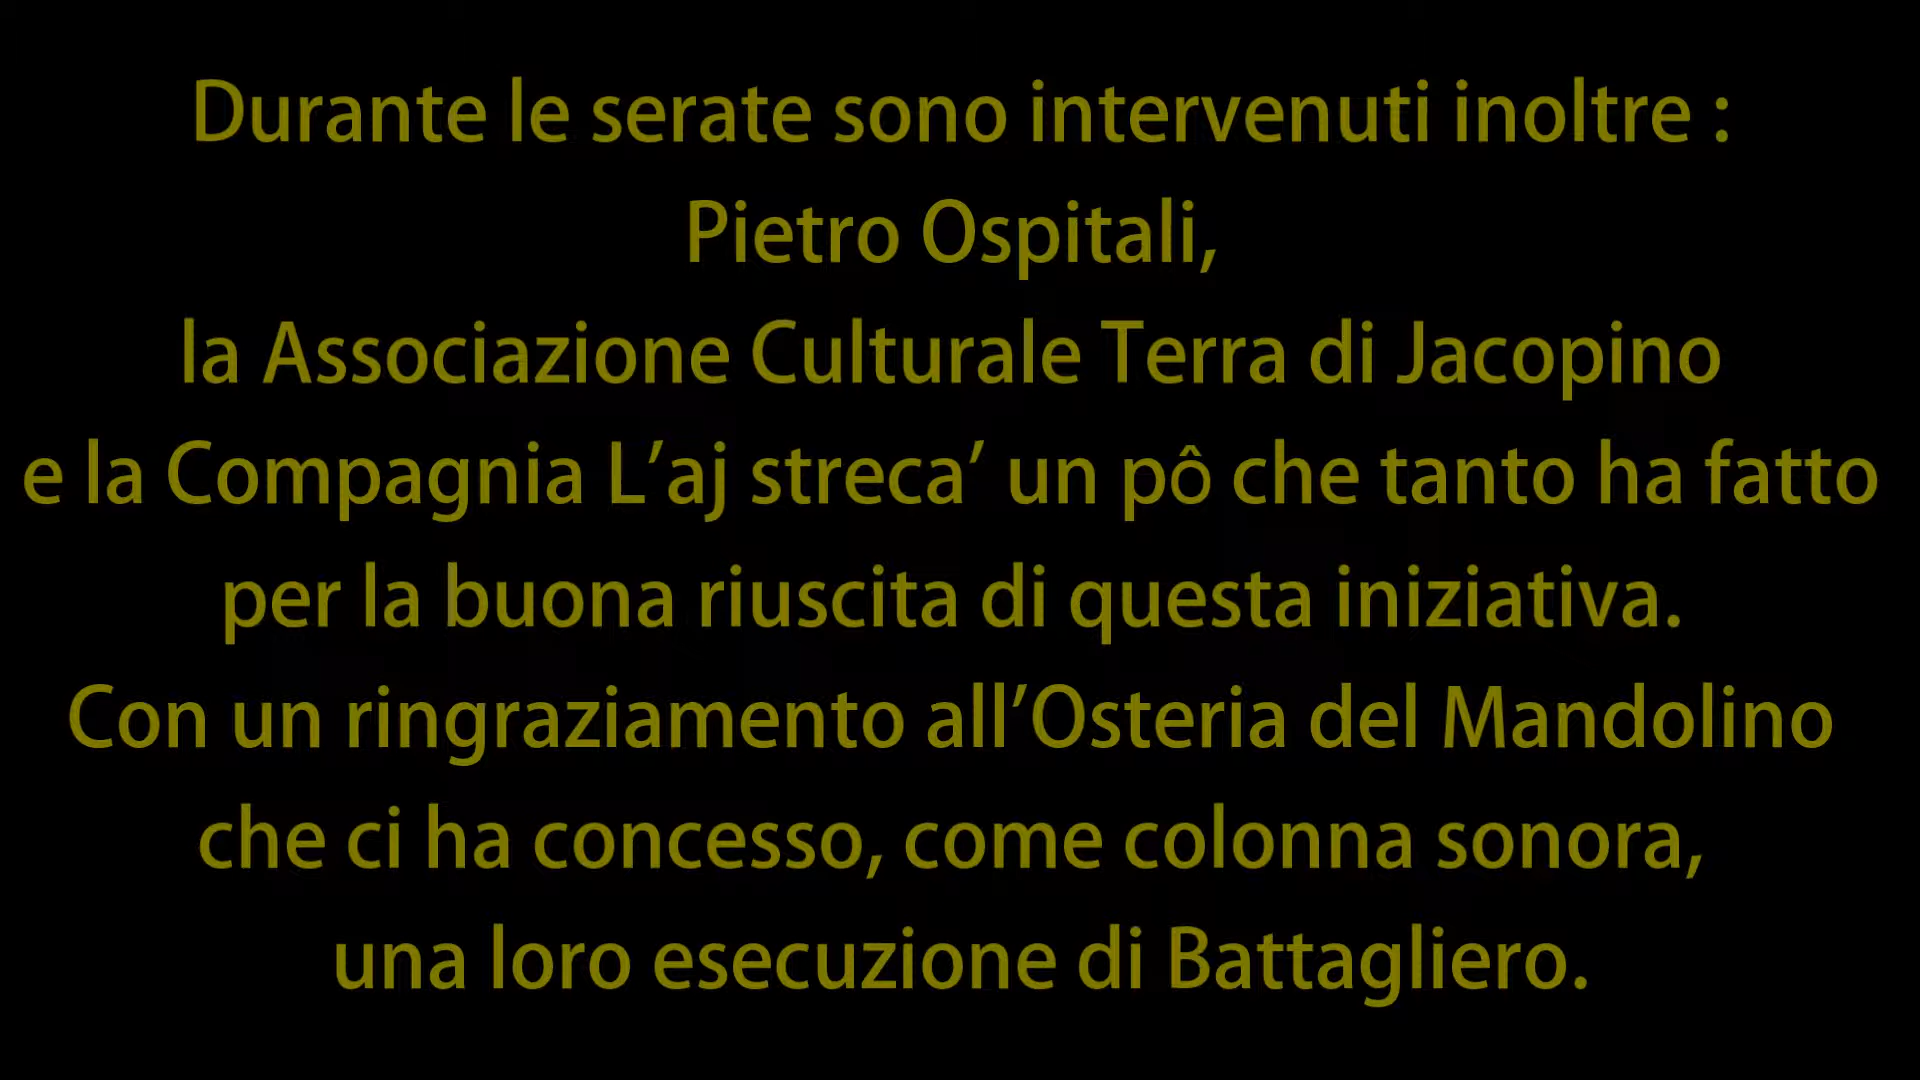 Durante le serate sono intervenuti inoltre :
Pietro Ospitali,
la Associazione Culturale Terra di Jacopino
e la Compagnia L’aj streca’ un pô che tanto ha fatto
per la buona riuscita di questa iniziativa.
Con un ringraziamento all’Osteria del Mandolino
che ci ha concesso, come colonna sonora,
una loro esecuzione di Battagliero.